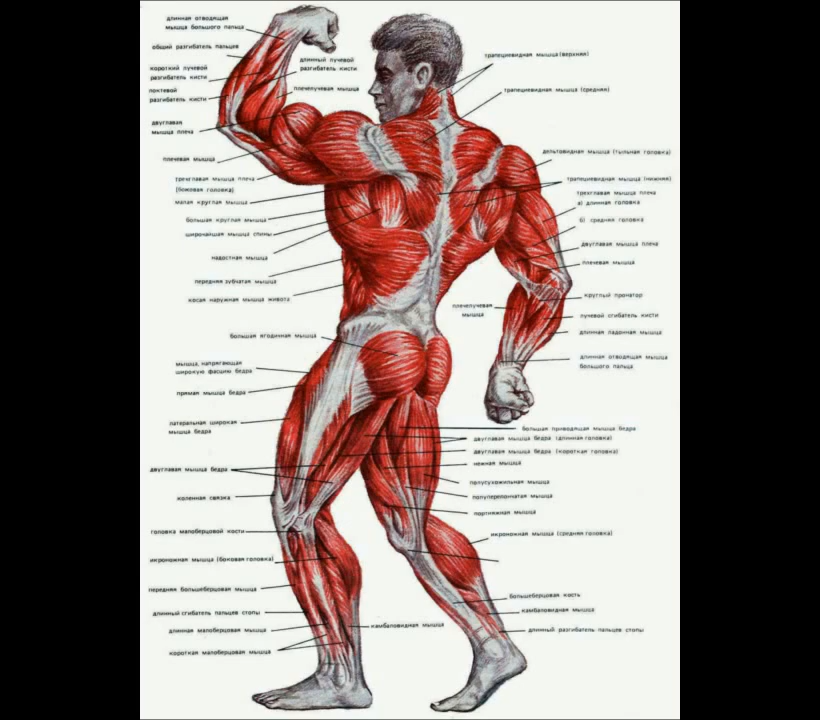 длинная отводящая
мышца большого пальца
общий разгибатель пальцев
короткий лучевой
разгибатель кисти
длинный лучевой
разгибатель кисти
локтевой
разгибатель кисти
плечелучевая мышца
двуглавая
мышца плеча
плечевая мышца
трехглавая мышца плеча
(боковая головка)
малая круглая мышца
большая круглая мышца
широчайшая мышца спины
надостная мышца
передняя зубчатая мышца
косая наружная мышца живота
большая ягодичная мышца
мышца, напрягающая
широкую фасцию бедра
прямая мышца бедра
латеральная широкая
мышца бедра
двуглавая мышца бедра
коленная связка
головка малоберцовой кости
икроножная мышца (боковая головка)
передняя большеберцовая мышца
длинный сгибатель пальцев стопы
длинная малоберцовая мышца
короткая малоберцовая мышца
камбаловидная мышца
трапециевидная мышца (верхняя)
трапециевидная мышца (средняя)
дельтовидная мышца (тыльная головка)
трапециевидная мышца (нижняя)
трехглавая мышца плеча
а) длинная головка
б) средняя головка
двуглавая мышца плеча
плечевая мышца
круглый пронатор
плечелучевая
мышца
лучевой сгибатель кисти
длинная ладонная мышца
длинная отводящая мышца
большого пальца
большая приводящая мышца бедра
двуглавая мышца бедра (длинная головка)
двуглавая мышца бедра (короткая головка)
нежная мышца
полусухожильная мышца
полуперепончатая мышца
портняжная мышца
икроножная мышца (средняя головка)
большеберцовая кость
камбаловидная мышца
длинный разгибатель пальцев стопы